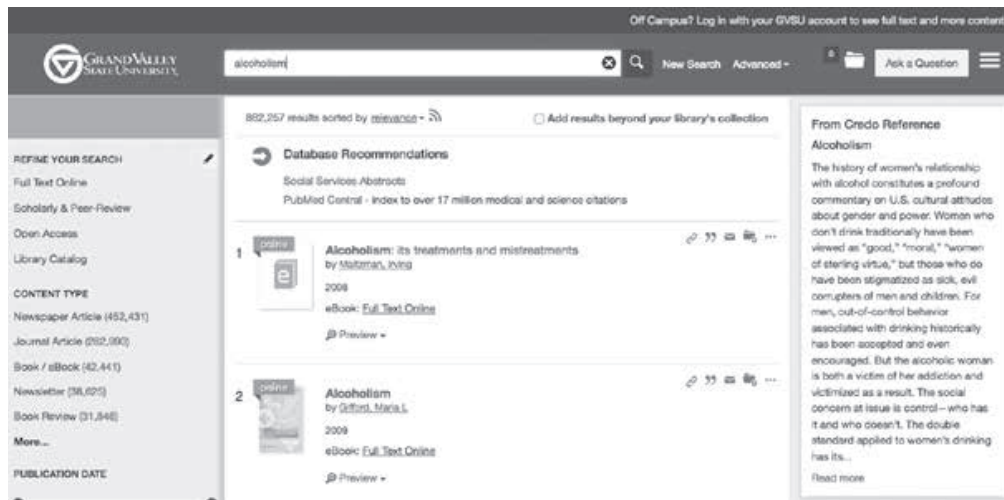 Off Campus? Log in with your GVSU account to see full text and more content
GRAND VALLEY
STATE UNIVERSITY
alcoholism
New Search
Advanced
0
Ask a Question
882,257 results sorted by relevance
Add results beyond your library's collection
REFINE YOUR SEARCH
Full Text Online
Scholarly & Peer-Review
Open Access
Library Catalog
CONTENT TYPE
Newspaper Article (452,431)
Journal Article (262,990)
Book / eBook (42,441)
Newsletter (38,625)
Book Review (31,846)
More...
PUBLICATION DATE
Database Recommendations
Social Services Abstracts
PubMed Central - Index to over 17 million medical and science citations
1
online
e
Alcoholism: its treatments and mistreatments
by Maltzman, Irving
2008
eBook: Full Text Online
Preview
2
online
Alcoholism
by Gifford, Maria L
2009
eBook: Full Text Online
Preview
From Credo Reference
Alcoholism
The history of women's relationship
with alcohol constitutes a profound
commentary on U.S. cultural attitudes
about gender and power. Women who
don't drink traditionally have been
viewed as "good," "moral," "women
of sterling virtue," but those who do
have been stigmatized as sick, evil
corrupters of men and children. For
men, out-of-control behavior
associated with drinking historically
has been accepted and even
encouraged. But the alcoholic woman
is both a victim of her addiction and
victimized as a result. The social
concern at issue is control – who has
it and who doesn't. The double
standard applied to women's drinking
has its...
Read more